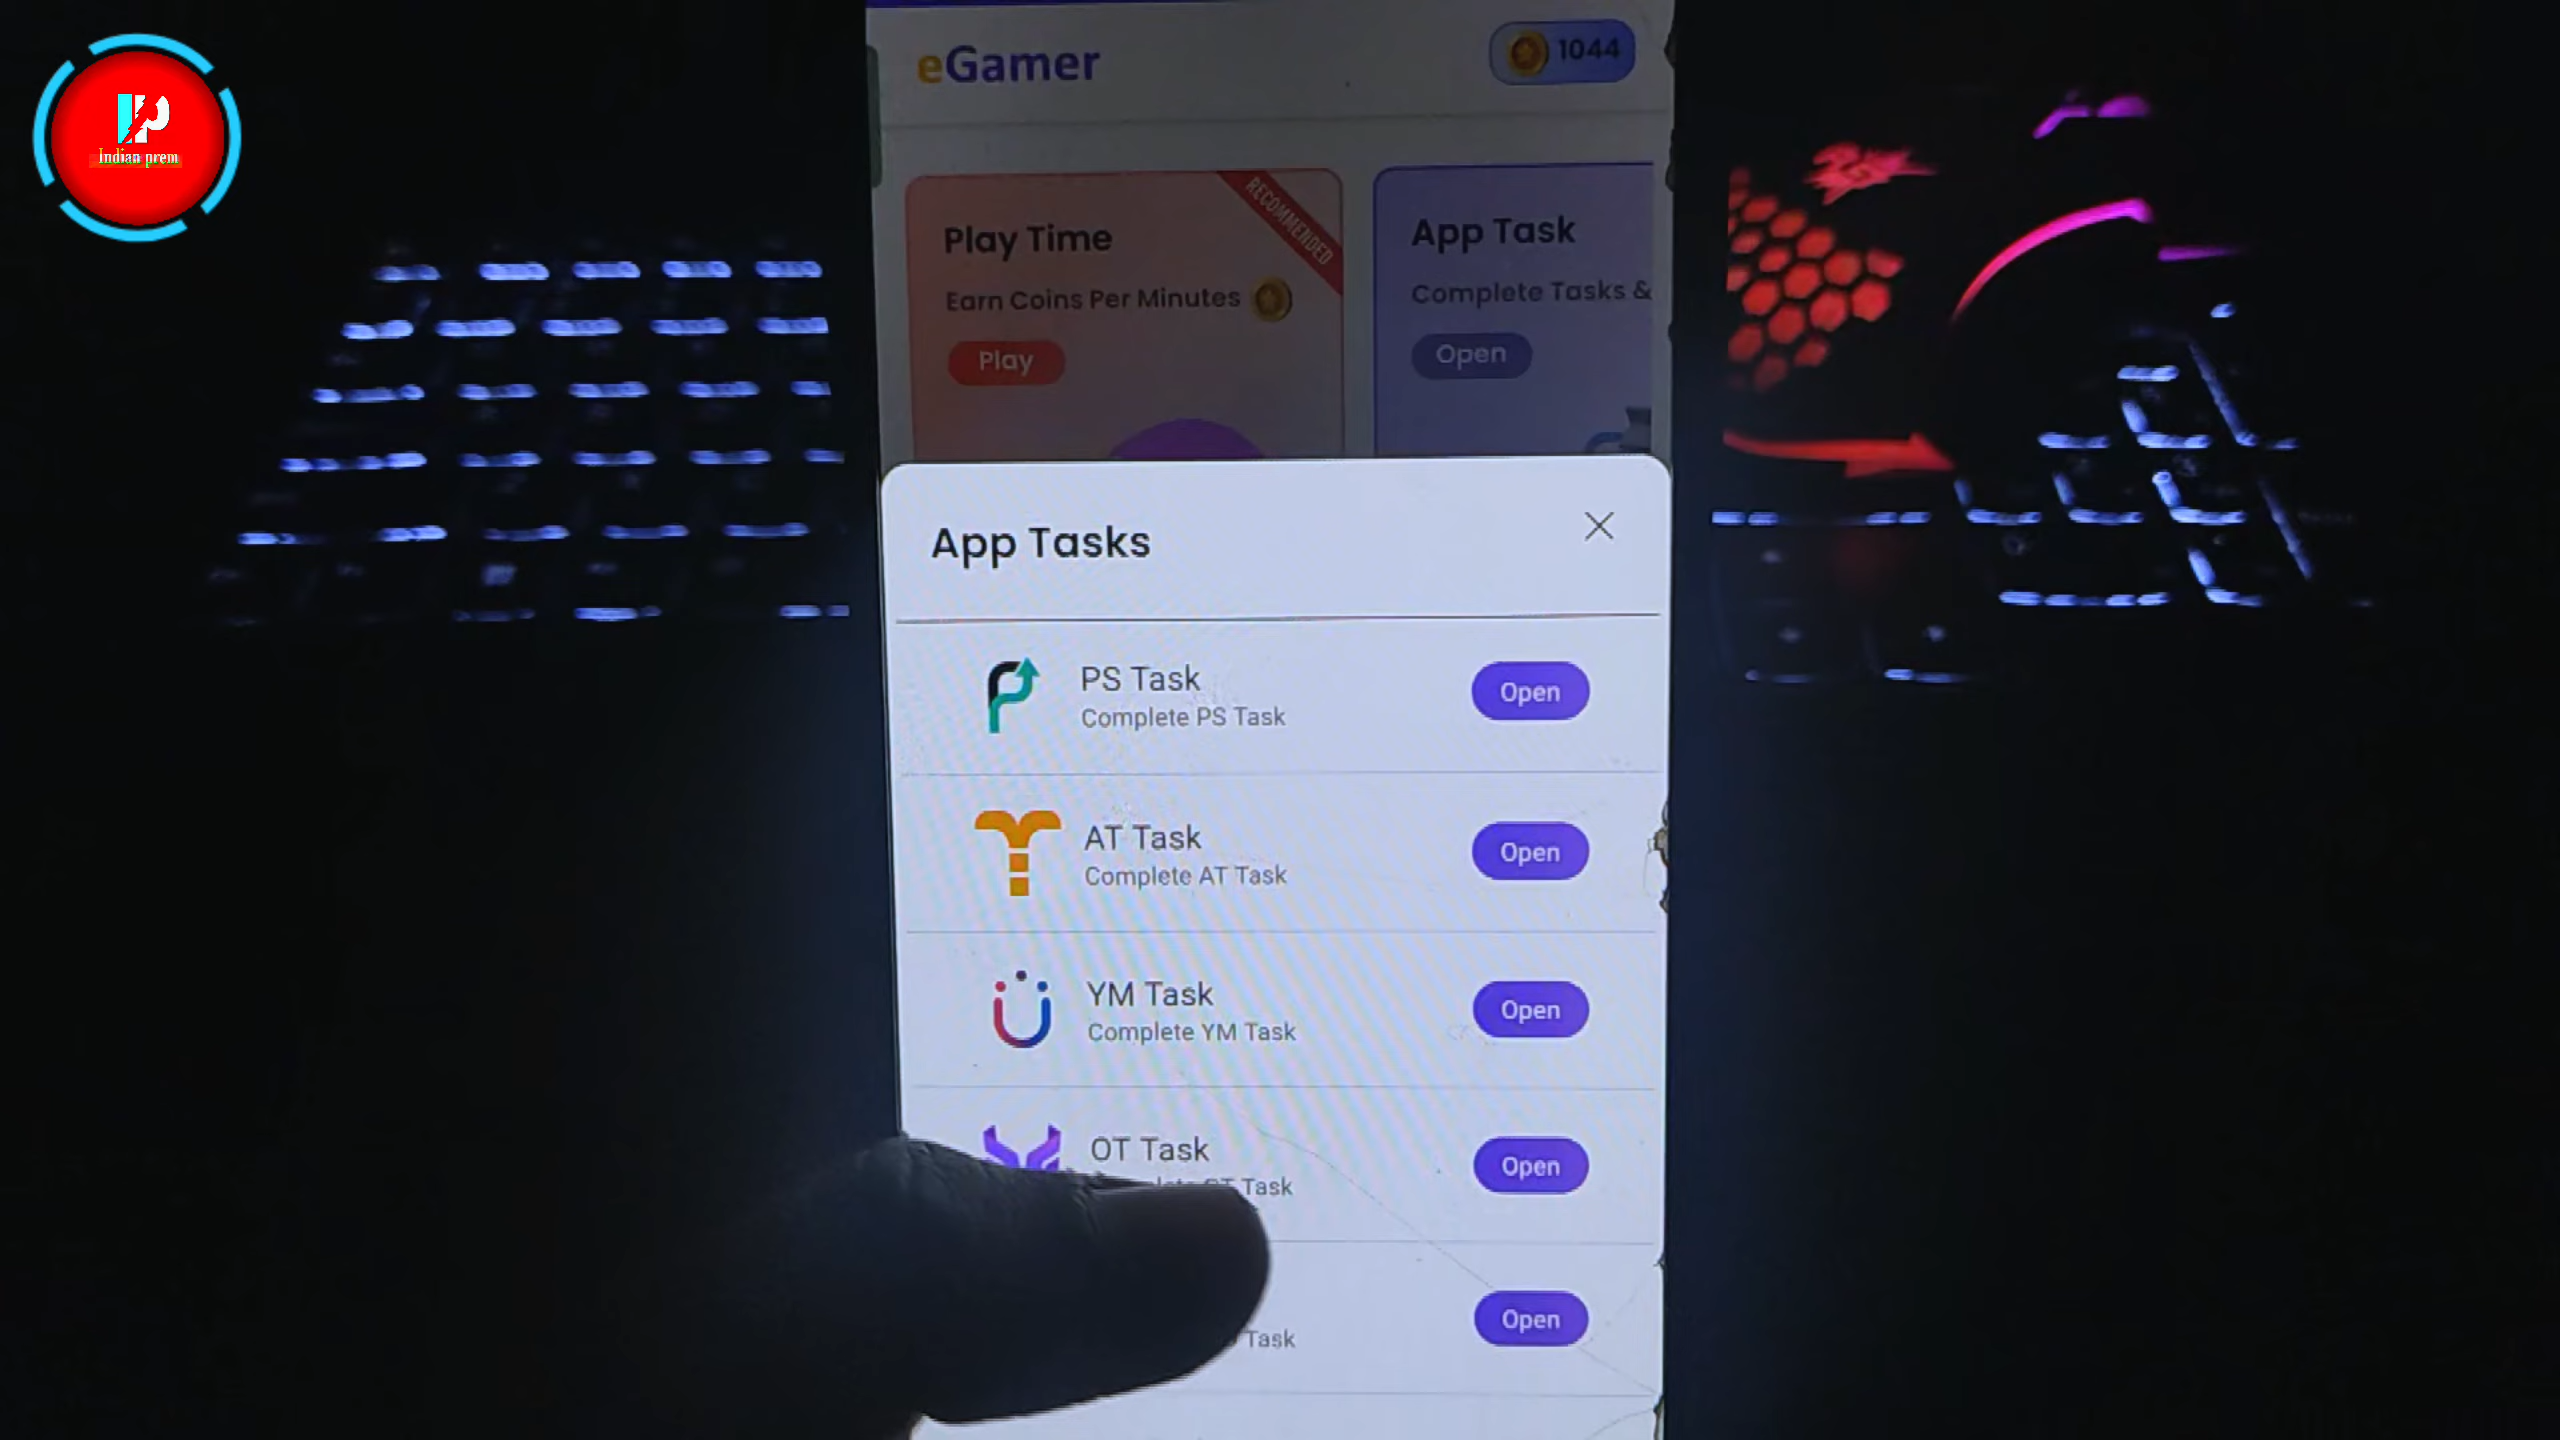 Indian prem
eGamer
1044
RECOMMENDED
Play Time
Earn Coins Per Minutes
Play
App Task
Complete Tasks &
Open
App Tasks
PS Task
Complete PS Task
Open
AT Task
Complete AT Task
Open
YM Task
Complete YM Task
Open
OT Task
OT Task
Open
Task
Open